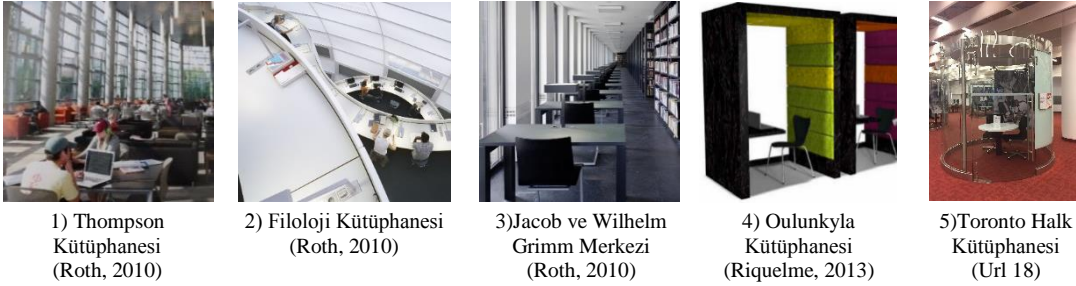 1) Thompson
Kütüphanesi
(Roth, 2010)
2) Filoloji Kütüphanesi
(Roth, 2010)
3)Jacob ve Wilhelm
Grimm Merkezi
(Roth, 2010)
4) Oulunkyla
Kütüphanesi
(Riquelme, 2013)
5)Toronto Halk
Kütüphanesi
(Url 18)